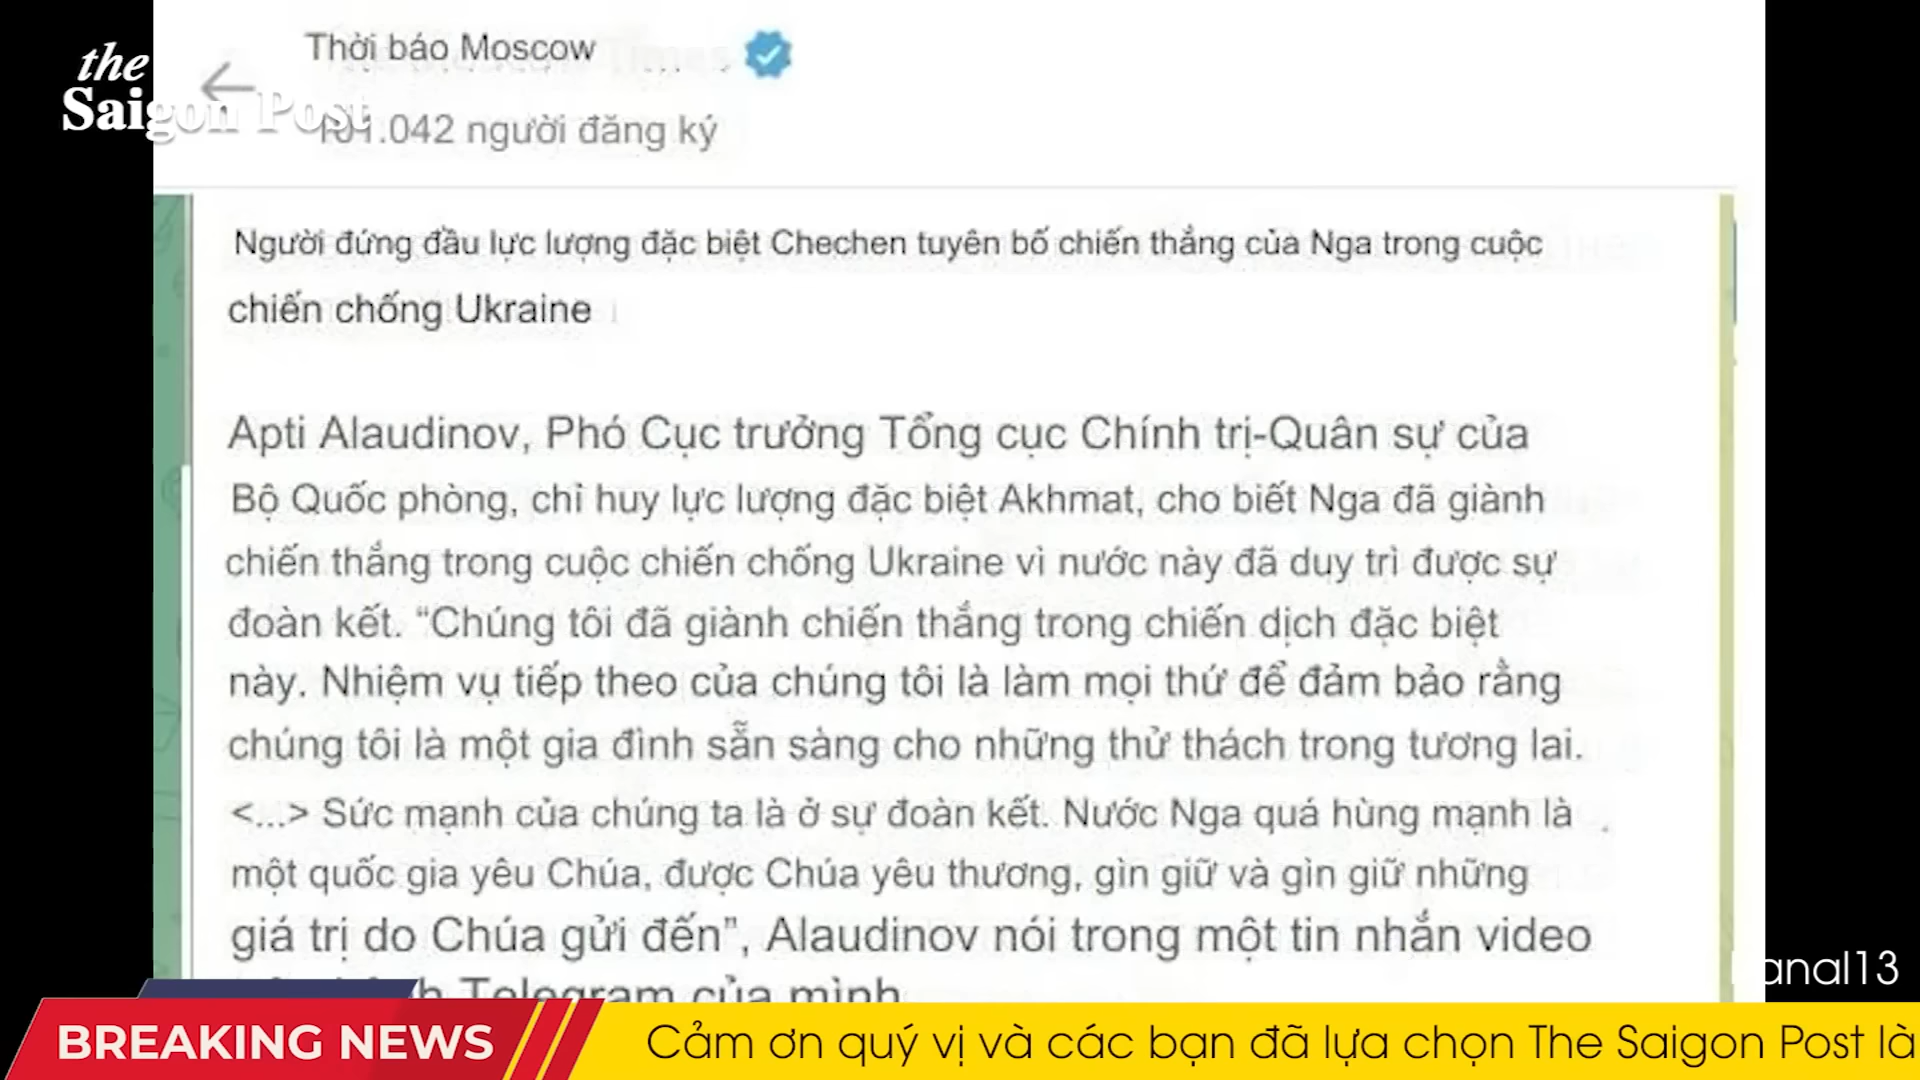 the
Saigon Post
Thời báo Moscow
101.042 người đăng ký
Người đứng đầu lực lượng đặc biệt Chechen tuyên bố chiến thắng của Nga trong cuộc
chiến chống Ukraine
Apti Alaudinov, Phó Cục trưởng Tổng cục Chính trị-Quân sự của
Bộ Quốc phòng, chỉ huy lực lượng đặc biệt Akhmat, cho biết Nga đã giành
chiến thắng trong cuộc chiến chống Ukraine vì nước này đã duy trì được sự
đoàn kết. “Chúng tôi đã giành chiến thắng trong chiến dịch đặc biệt
này. Nhiệm vụ tiếp theo của chúng tôi là làm mọi thứ để đảm bảo rằng
chúng tôi là một gia đình sẵn sàng cho những thử thách trong tương lai.
<...> Sức mạnh của chúng ta là ở sự đoàn kết. Nước Nga quá hùng mạnh là
một quốc gia yêu Chúa, được Chúa yêu thương, gìn giữ và gìn giữ những
giá trị do Chúa gửi đến”, Alaudinov nói trong một tin nhắn video
Telegram của mình
anal13
BREAKING NEWS
Cảm ơn quý vị và các bạn đã lựa chọn The Saigon Post là